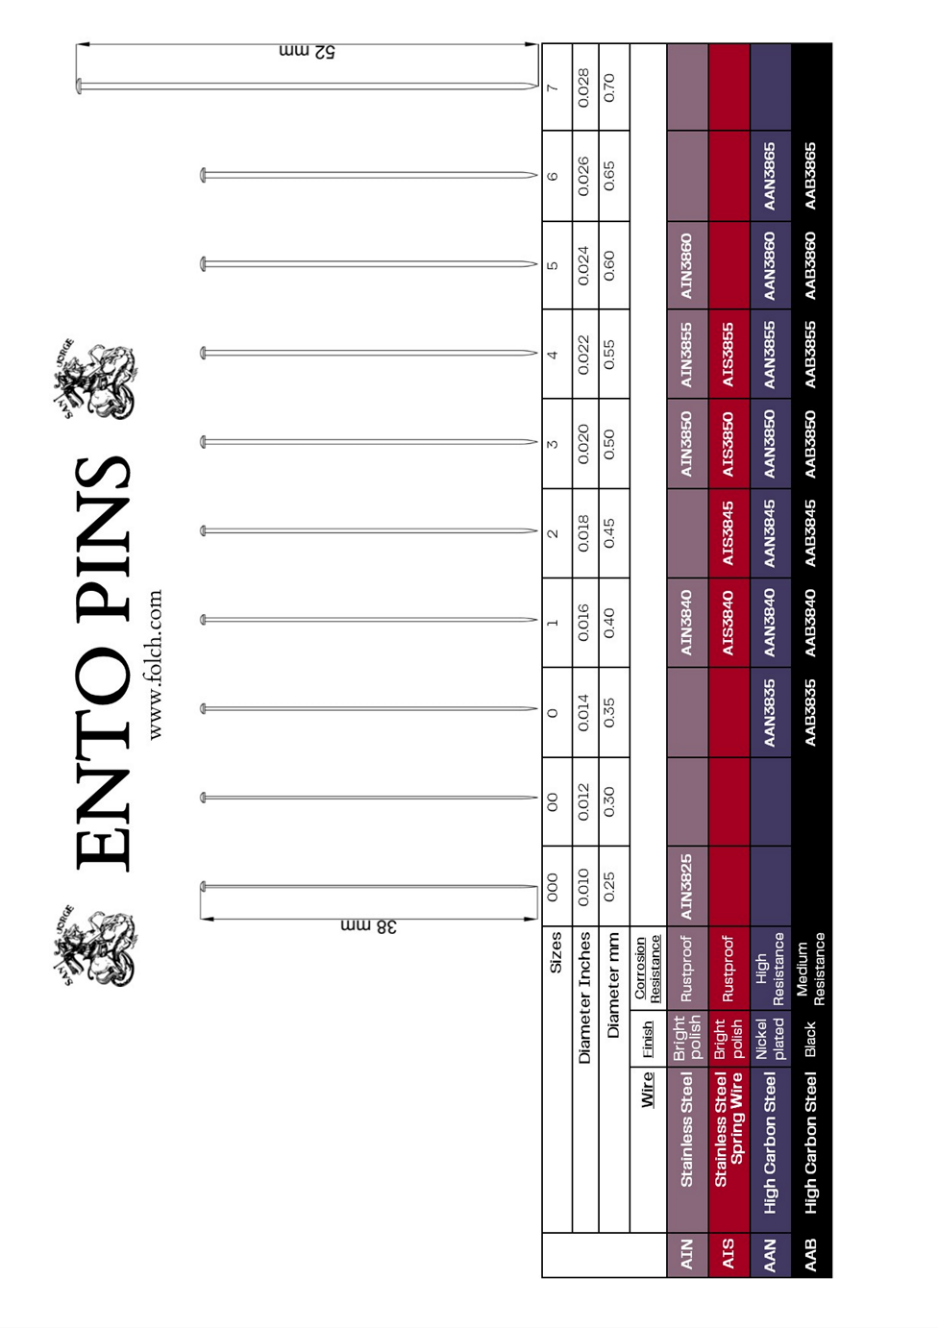 SAN JORGE
ENTO PINS
SAN JORGE
www.folch.com
38 mm
52 mm
Sizes 000 00 0 1 2 3 4 5 6 7
Diameter Inches 0.010 0.012 0.014 0.016 0.018 0.020 0.022 0.024 0.026 0.028
Diameter mm 0.25 0.30 0.35 0.40 0.45 0.50 0.55 0.60 0.65 0.70
Wire Finish Corrosion Resistance
AIN Stainless Steel Bright polish Rustproof AIN3825 AIN3840 AIN3850 AIN3855 AIN3860
AIS Stainless Steel Spring Wire Bright polish Rustproof AIS3840 AIS3845 AIS3850 AIS3855
AAN High Carbon Steel Nickel plated High Resistance AAN3835 AAN3840 AAN3845 AAN3850 AAN3855 AAN3860 AAN3865
AAB High Carbon Steel Black Medium Resistance AAB3835 AAB3840 AAB3845 AAB3850 AAB3855 AAB3860 AAB3865